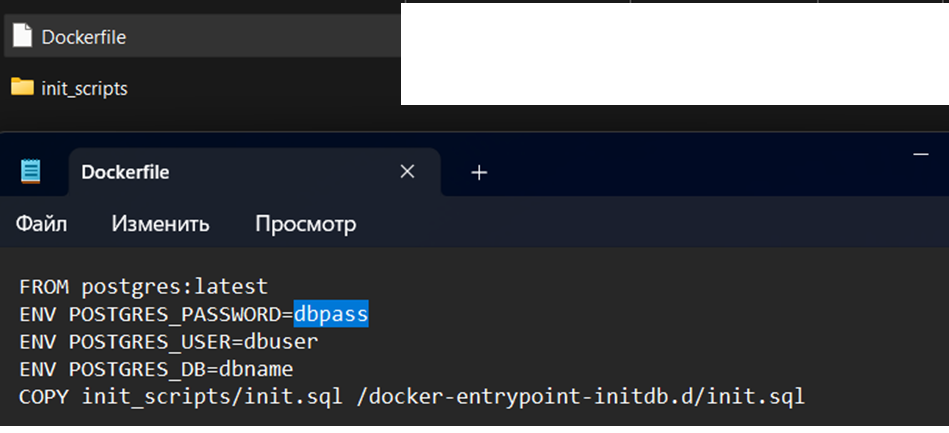 Dockerfile
init_scripts
Dockerfile
Файл Изменить Просмотр
FROM postgres:latest
ENV POSTGRES_PASSWORD=dbpass
ENV POSTGRES_USER=dbuser
ENV POSTGRES_DB=dbname
COPY init_scripts/init.sql /docker-entrypoint-initdb.d/init.sql